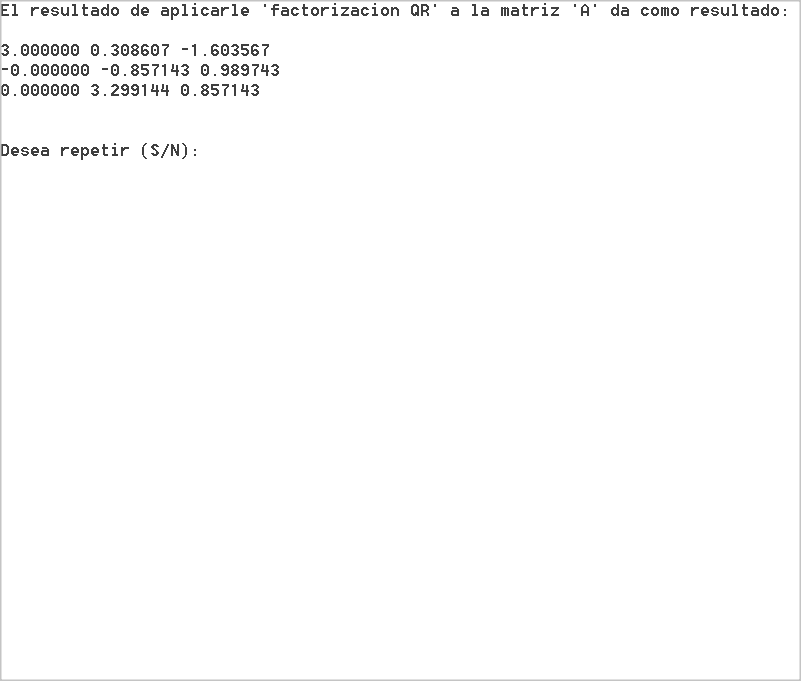 El resultado de aplicarle 'factorizacion QR' a la matriz 'A' da como resultado:
3.000000 0.308607 -1.603567
-0.000000 -0.857143 0.989743
0.000000 3.299144 0.857143
Desea repetir (S/N):